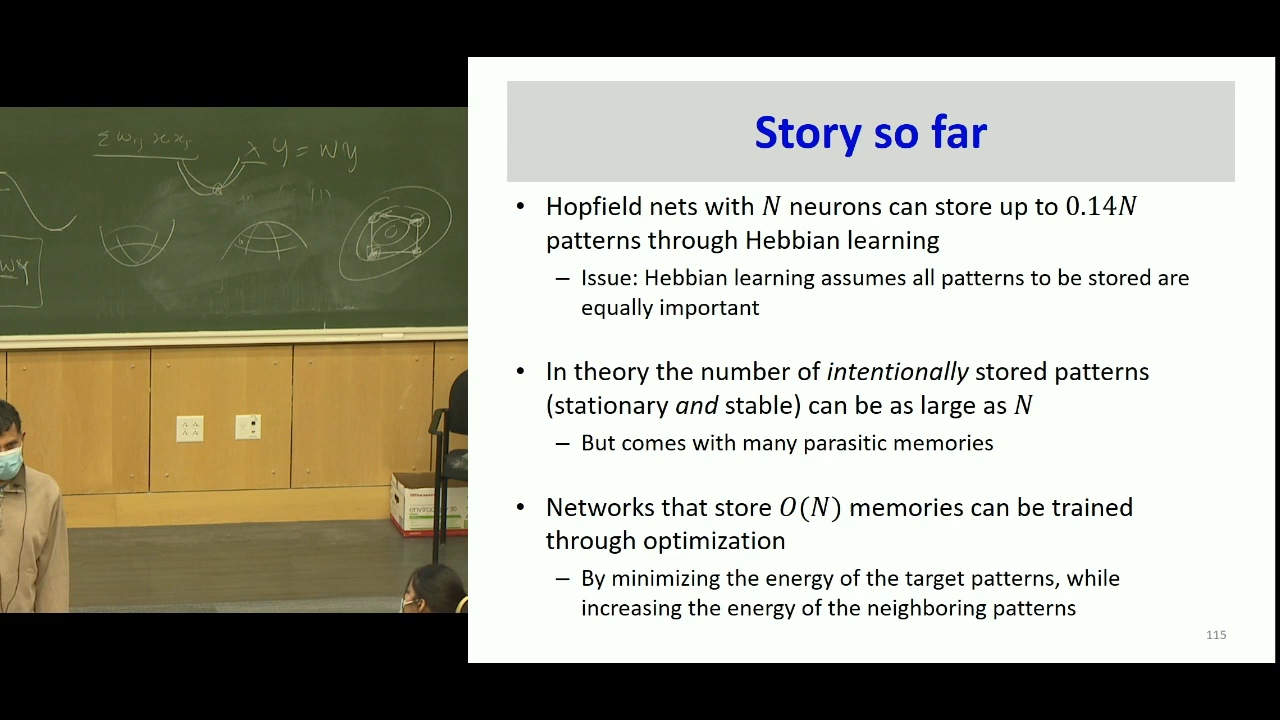 Story so far
• Hopfield nets with N neurons can store up to 0.14N
patterns through Hebbian learning
– Issue: Hebbian learning assumes all patterns to be stored are
equally important
• In theory the number of intentionally stored patterns
(stationary and stable) can be as large as N
– But comes with many parasitic memories
• Networks that store O(N) memories can be trained
through optimization
– By minimizing the energy of the target patterns, while
increasing the energy of the neighboring patterns
115
λ y = W y